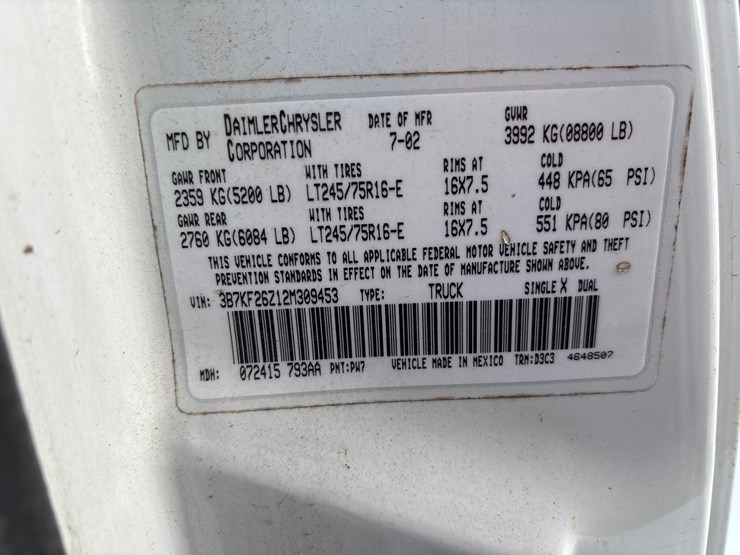 MFD BY DAIMLERCHRYSLER CORPORATION DATE OF MFR 7-02 GVWR 3992 KG(08800 LB)
GAWR FRONT WITH TIRES RIMS AT COLD
2359 KG(5200 LB) LT245/75R16-E 16X7.5 448 KPA(65 PSI)
GAWR REAR WITH TIRES RIMS AT COLD
2760 KG(6084 LB) LT245/75R16-E 16X7.5 551 KPA(80 PSI)
THIS VEHICLE CONFORMS TO ALL APPLICABLE FEDERAL MOTOR VEHICLE SAFETY AND THEFT
PREVENTION STANDARDS IN EFFECT ON THE DATE OF MANUFACTURE SHOWN ABOVE.
VIN: 3B7KF26Z12M309453 TYPE: TRUCK SINGLE X DUAL
MDH: 072415 793AA PNT:PW7 VEHICLE MADE IN MEXICO TRM:D3C3 4648507